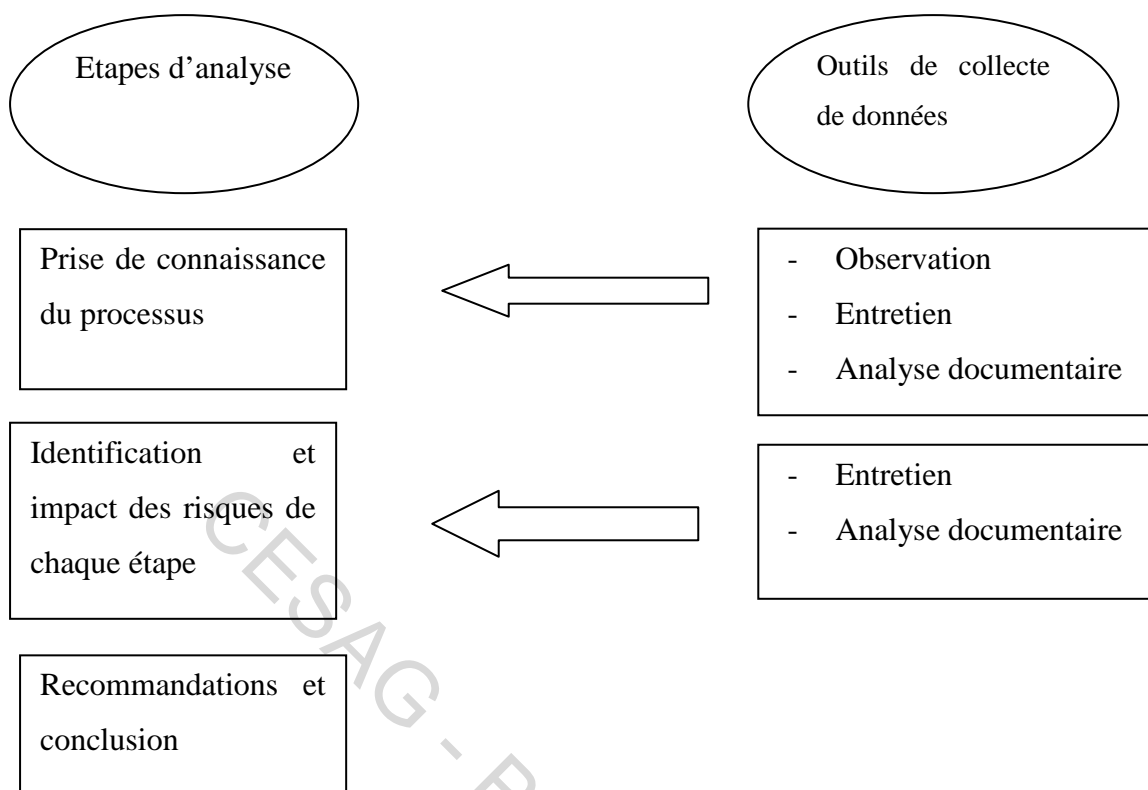 Etapes d'analyse
Outils de collecte
de données
Prise de connaissance
du processus
- Observation
- Entretien
- Analyse documentaire
Identification et
impact des risques de
chaque étape
- Entretien
- Analyse documentaire
Recommandations et
conclusion
CESAG -